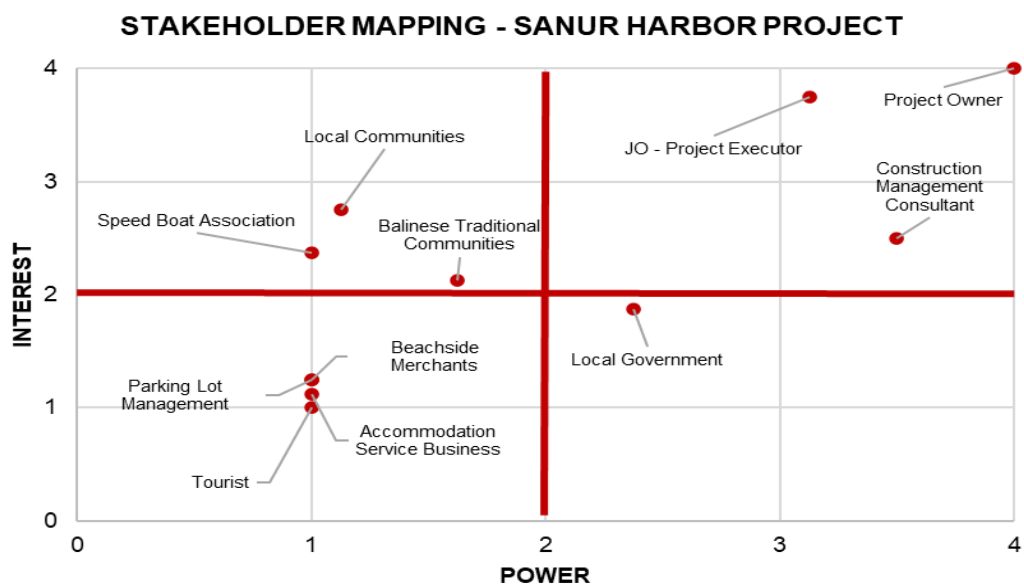 STAKEHOLDER MAPPING - SANUR HARBOR PROJECT
4
Project Owner
Local Communities
JO - Project Executor
Construction
Management
Consultant
3
Speed Boat Association
Balinese Traditional
Communities
INTEREST
2
Local Government
Beachside
Merchants
Parking Lot
Management
1
Accommodation
Service Business
Tourist
0
0
1
2
3
4
POWER